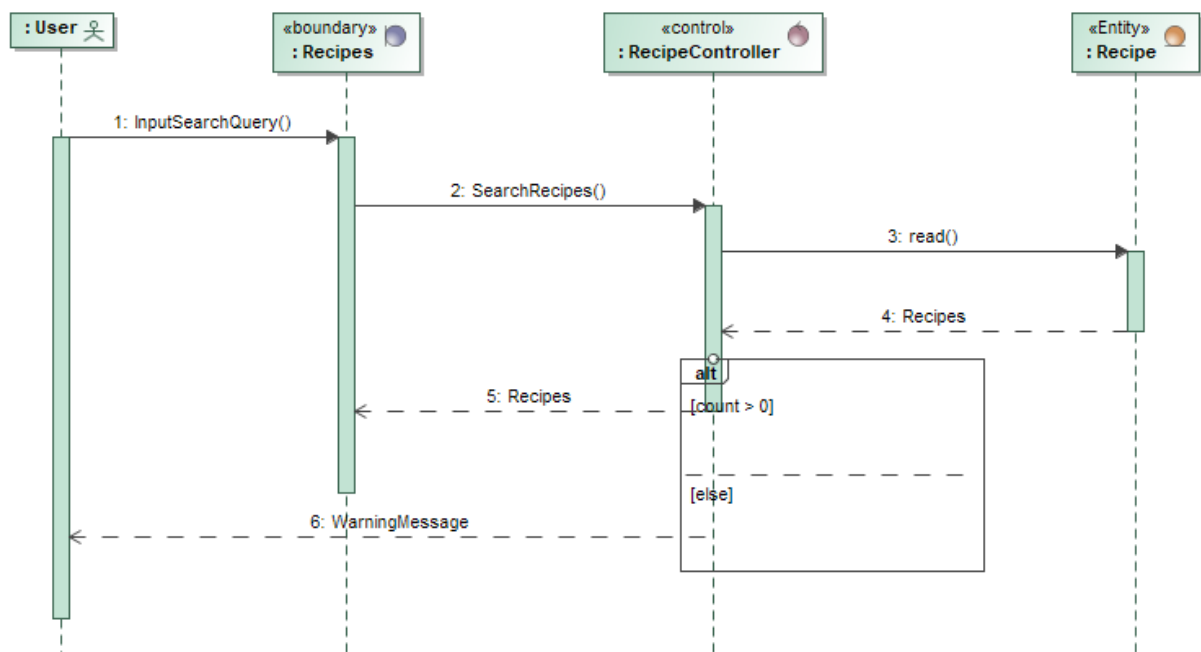 : User
«boundary»
: Recipes
«control»
: RecipeController
«Entity»
: Recipe
1: InputSearchQuery()
2: SearchRecipes()
3: read()
4: Recipes
alt
5: Recipes
[count > 0]
[else]
6: WarningMessage